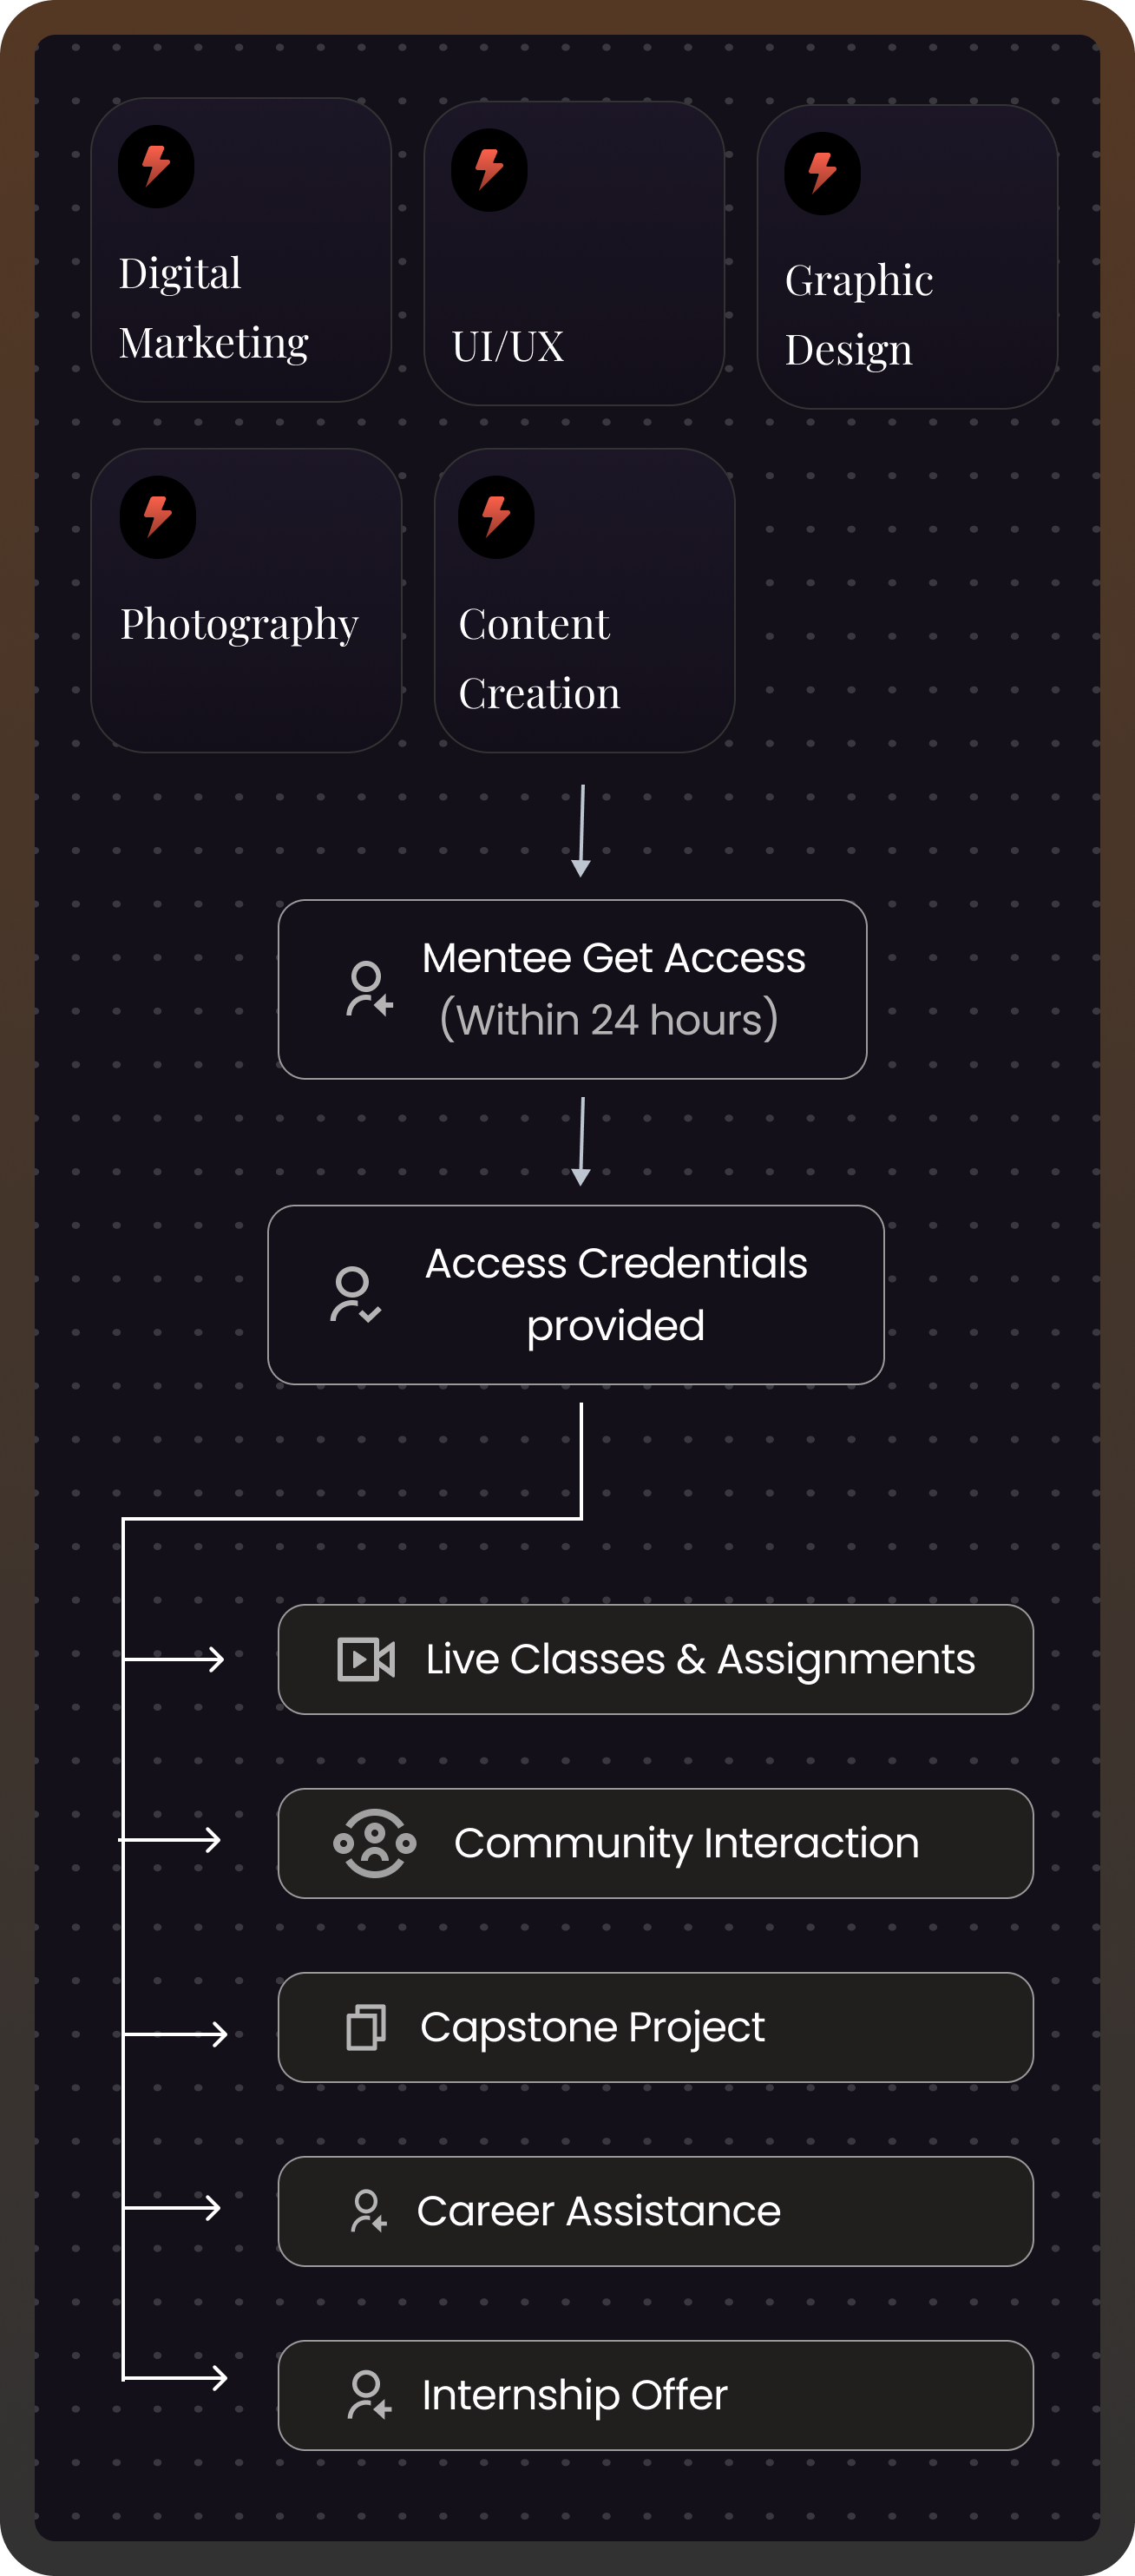 Digital
Marketing
UI/UX
Graphic
Design
Photography
Content
Creation
Mentee Get Access
(Within 24 hours)
Access Credentials
provided
Live Classes & Assignments
Community Interaction
Capstone Project
Career Assistance
Internship Offer